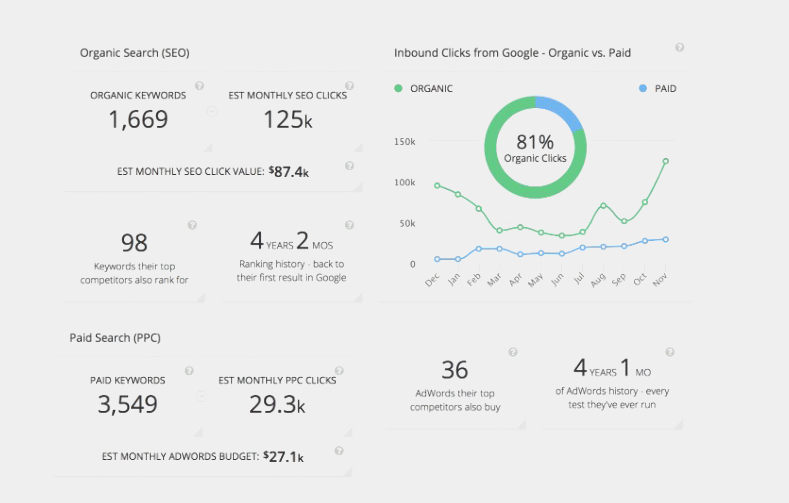 Organic Search (SEO)
ORGANIC KEYWORDS
1,669
EST MONTHLY SEO CLICKS
125k
EST MONTHLY SEO CLICK VALUE: $87.4k
98
Keywords their top
competitors also rank for
4 YEARS 2 MOS
Ranking history - back to
their first result in Google
Inbound Clicks from Google - Organic vs. Paid
ORGANIC
PAID
81%
Organic Clicks
150k
100k
50k
0
Dec Jan Feb Mar Apr May Jun Jul Aug Sep Oct Nov
Paid Search (PPC)
PAID KEYWORDS
3,549
EST MONTHLY PPC CLICKS
29.3k
EST MONTHLY ADWORDS BUDGET: $27.1k
36
AdWords their top
competitors also buy
4 YEARS 1 MO
of AdWords history - every
test they've ever run